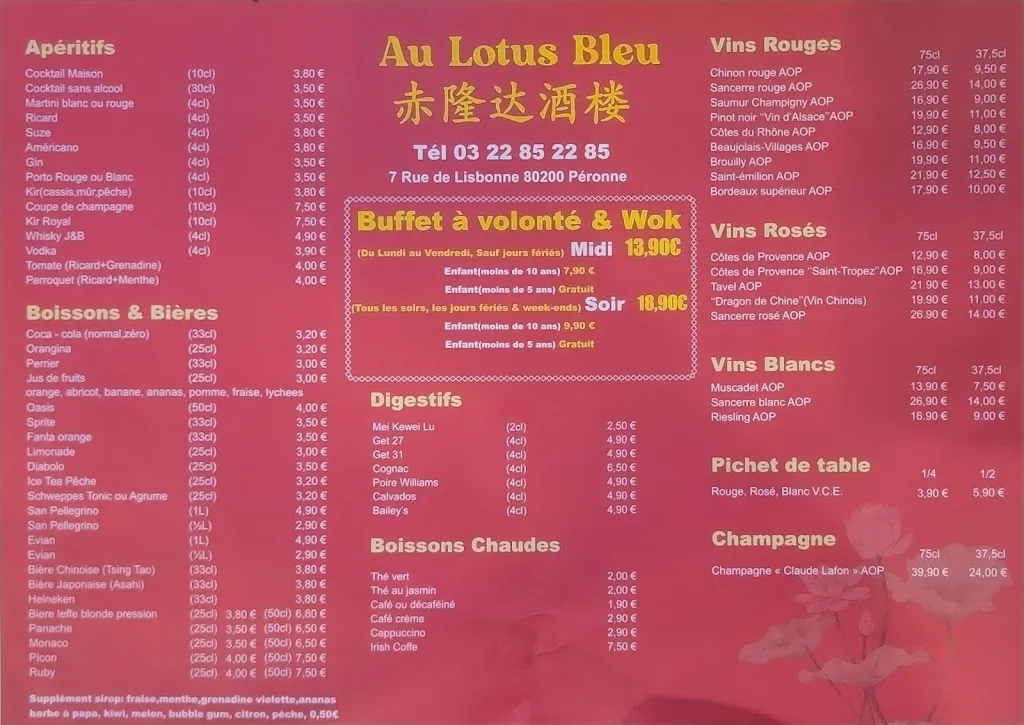 Apéritifs
Cocktail Maison (10cl) 3,80 €
Cocktail sans alcool (30cl) 3,50 €
Martini blanc ou rouge (4cl) 3,50 €
Ricard (4cl) 3,50 €
Suze (4cl) 3,80 €
Américano (4cl) 3,80 €
Gin (4cl) 3,50 €
Porto Rouge ou Blanc (4cl) 3,50 €
Kir(cassis,mûr,pêche) (10cl) 3,80 €
Coupe de champagne (10cl) 7,50 €
Kir Royal (10cl) 7,50 €
Whisky J&B (4cl) 4,90 €
Vodka (4cl) 3,90 €
Tomate (Ricard+Grenadine) 4,00 €
Perroquet (Ricard+Menthe) 4,00 €
Boissons & Bières
Coca - cola (normal,zéro) (33cl) 3,20 €
Orangina (25cl) 3,20 €
Perrier (33cl) 3,00 €
Jus de fruits (25cl) 3,00 €
orange, abricot, banane, ananas, pomme, fraise, lychees
Oasis (50cl) 4,00 €
Sprite (33cl) 3,50 €
Fanta orange (33cl) 3,50 €
Limonade (25cl) 3,00 €
Diabolo (25cl) 3,50 €
Ice Tea Pêche (25cl) 3,20 €
Schweppes Tonic ou Agrume (25cl) 3,20 €
San Pellegrino (1L) 4,90 €
San Pellegrino (½L) 2,90 €
Evian (1L) 4,90 €
Evian (½L) 2,90 €
Bière Chinoise (Tsing Tao) (33cl) 3,80 €
Bière Japonaise (Asahi) (33cl) 3,80 €
Heineken (33cl) 3,80 €
Biere leffe blonde pression (25cl) 3,80 € (50cl) 6,80 €
Panache (25cl) 3,50 € (50cl) 6,50 €
Monaco (25cl) 3,50 € (50cl) 6,50 €
Picon (25cl) 4,00 € (50cl) 7,50 €
Ruby (25cl) 4,00 € (50cl) 7,50 €
Supplément sirop: fraise,menthe,grenadine violette,ananas
barbe à papa, kiwi, melon, bubble gum, citron, pêche, 0,50€
Au Lotus Bleu
赤隆达酒楼
Tél 03 22 85 22 85
7 Rue de Lisbonne 80200 Péronne
Buffet à volonté & Wok
(Du Lundi au Vendredi, Sauf jours fériés) Midi 13,90€
Enfant(moins de 10 ans) 7,90 €
Enfant(moins de 5 ans) Gratuit
(Tous les soirs, les jours fériés & week-ends) Soir 18,90€
Enfant(moins de 10 ans) 9,90 €
Enfant(moins de 5 ans) Gratuit
Digestifs
Mei Kewei Lu (2cl) 2,50 €
Get 27 (4cl) 4,90 €
Get 31 (4cl) 4,90 €
Cognac (4cl) 6,50 €
Poire Williams (4cl) 4,90 €
Calvados (4cl) 4,90 €
Bailey's (4cl) 4,90 €
Boissons Chaudes
Thé vert 2,00 €
Thé au jasmin 2,00 €
Café ou décaféiné 1,90 €
Café crème 2,90 €
Cappuccino 2,90 €
Irish Coffe 7,50 €
Vins Rouges 75cl 37,5cl
Chinon rouge AOP 17,90 € 9,50 €
Sancerre rouge AOP 26,90 € 14,00 €
Saumur Champigny AOP 16,90 € 9,00 €
Pinot noir "Vin d'Alsace"AOP 19,90 € 11,00 €
Côtes du Rhône AOP 12,90 € 8,00 €
Beaujolais-Villages AOP 16,90 € 9,50 €
Brouilly AOP 19,90 € 11,00 €
Saint-émilion AOP 21,90 € 12,50 €
Bordeaux supérieur AOP 17,90 € 10,00 €
Vins Rosés 75cl 37,5cl
Côtes de Provence AOP 12,90 € 8,00 €
Côtes de Provence "Saint-Tropez"AOP 16,90 € 9,00 €
Tavel AOP 21.90 € 13.00 €
"Dragon de Chine"(Vin Chinois) 19.90 € 11.00 €
Sancerre rosé AOP 26.90 € 14.00 €
Vins Blancs 75cl 37,5cl
Muscadet AOP 13,90 € 7,50 €
Sancerre blanc AOP 26,90 € 14,00 €
Riesling AOP 16.90 € 9.00 €
Pichet de table 1/4 1/2
Rouge, Rosé, Blanc V.C.E. 3,90 € 5,90 €
Champagne 75cl 37,5cl
Champagne « Claude Lafon » AOP 39,90 € 24,00 €